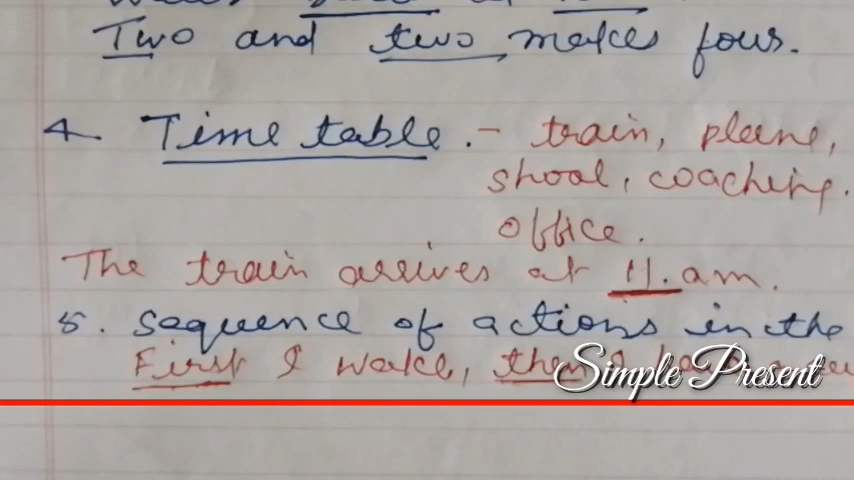 Two and two makes four.
4. Time table. - train, plane,
shool, coaching.
office.
The train arrives at 11. am.
5. sequence of actions in the
First I wake, then I
Simple Present